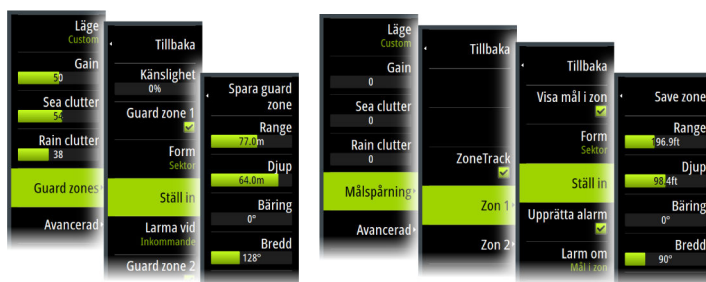 Läge
Custom
Gain
50
Sea clutter
54
Rain clutter
38
Guard zones
Avancerad
Tillbaka
Känslighet
0%
Guard zone 1
Form
Sektor
Ställ in
Larma vid
Inkommande
Guard zone 2
Spara guard
zone
Range
77.0m
Djup
64.0m
Bäring
0°
Bredd
128°
Läge
Custom
Gain
0
Sea clutter
0
Rain clutter
0
Målspårning
Avancerad
Tillbaka
ZoneTrack
Zon 1
Zon 2
Tillbaka
Visa mål i zon
Form
Sektor
Ställ in
Upprätta alarm
Larm om
Mål i zon
Save zone
Range
196.9ft
Djup
98.4ft
Bäring
0°
Bredd
90°